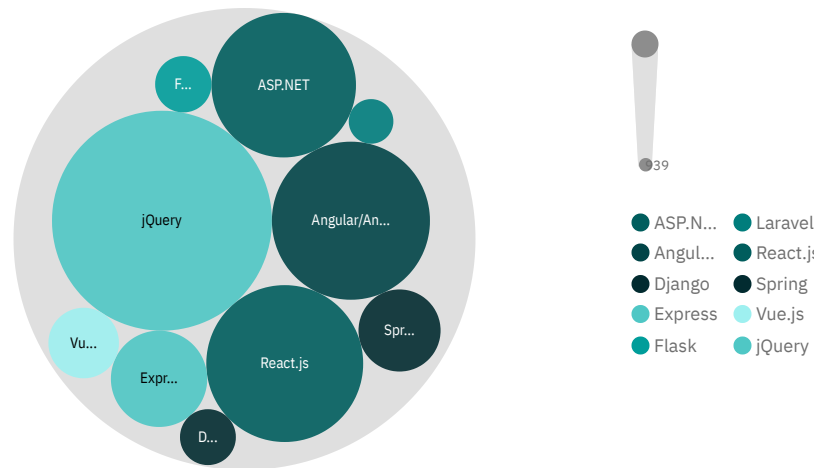 F...
ASP.NET
jQuery
Angular/An...
Vu...
Expr...
React.js
Spr...
D...
939
ASP.N...
Laravel
Angul...
React.js
Django
Spring
Express
Vue.js
Flask
jQuery